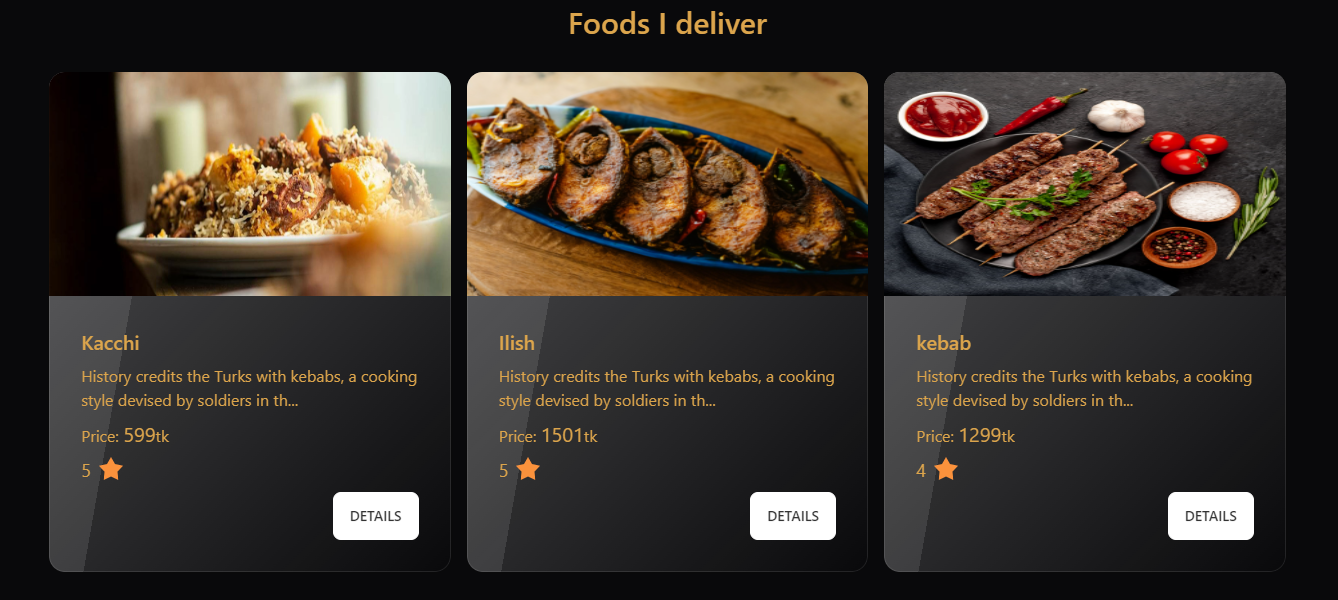 Foods I deliver
Kacchi
History credits the Turks with kebabs, a cooking
style devised by soldiers in th...
Price: 599tk
5
DETAILS
Ilish
History credits the Turks with kebabs, a cooking
style devised by soldiers in th...
Price: 1501tk
5
DETAILS
kebab
History credits the Turks with kebabs, a cooking
style devised by soldiers in th...
Price: 1299tk
4
DETAILS